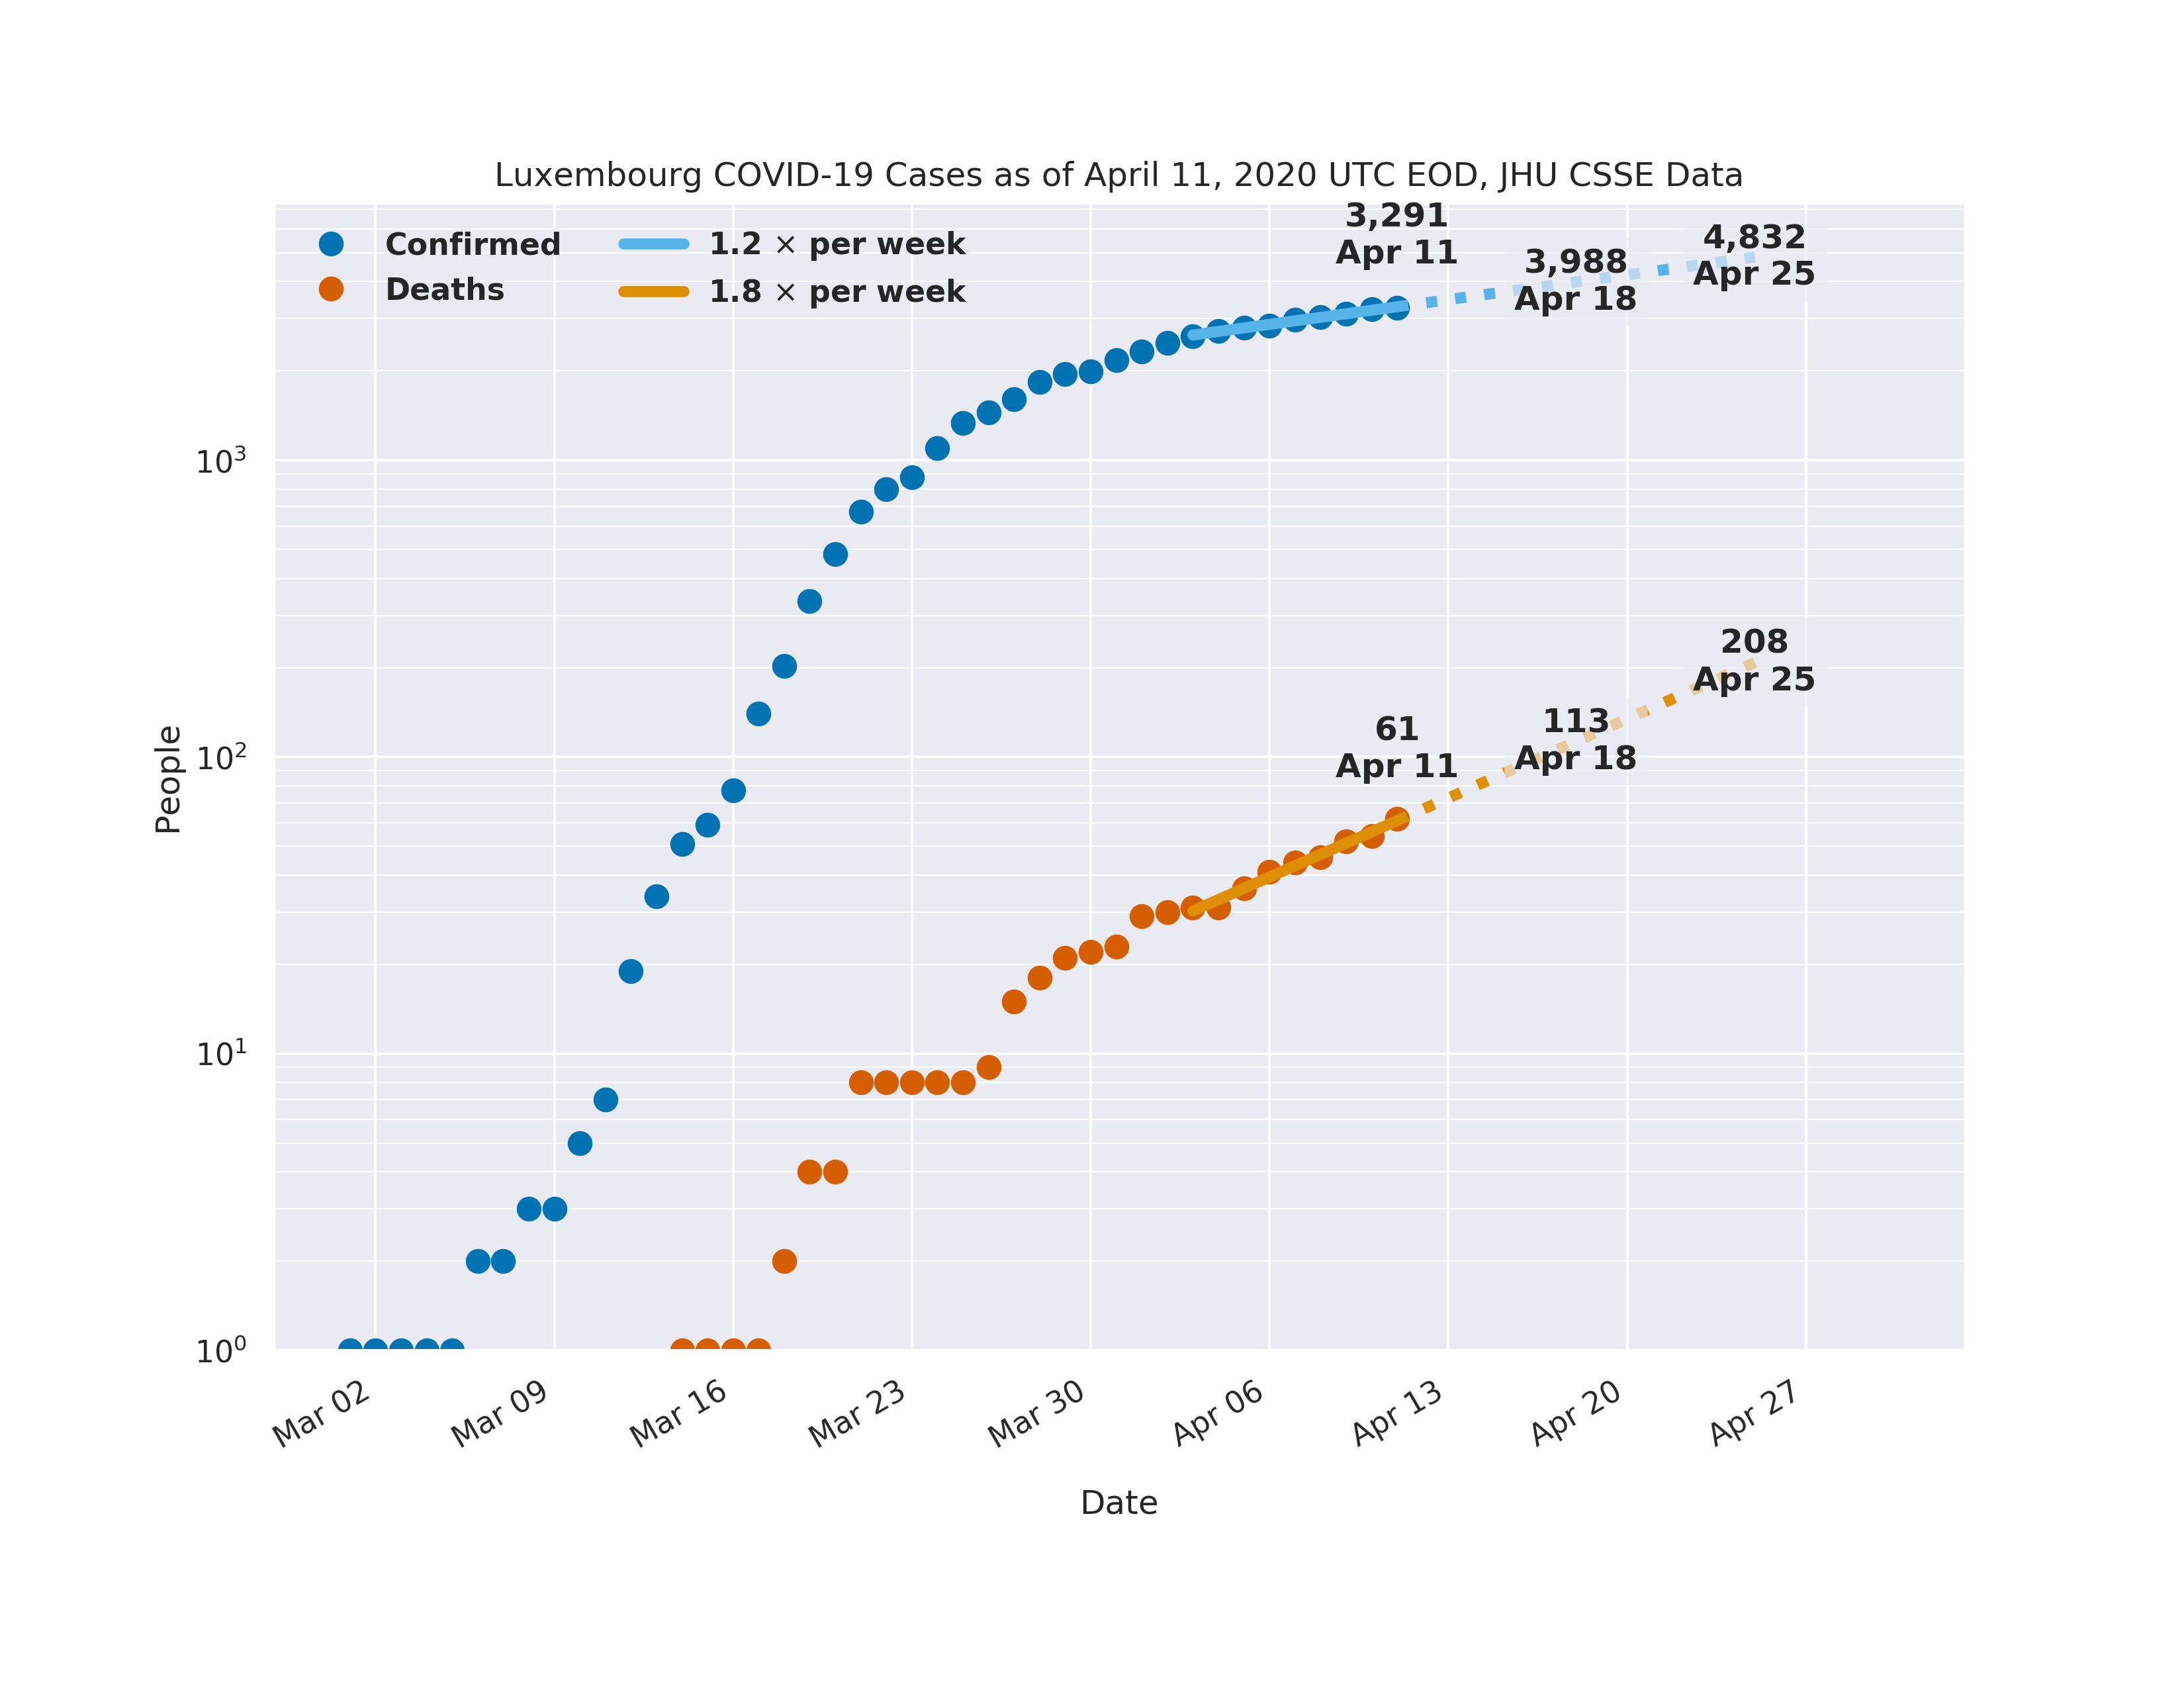 Luxembourg COVID-19 Cases as of April 11, 2020 UTC EOD, JHU CSSE Data
Confirmed
Deaths
1.2 × per week
1.8 × per week
3,291
Apr 11
3,988
Apr 18
4,832
Apr 25
208
Apr 25
113
Apr 18
61
Apr 11
People
10³
10²
10¹
10⁰
Mar 02
Mar 09
Mar 16
Mar 23
Mar 30
Apr 06
Apr 13
Apr 20
Apr 27
Date